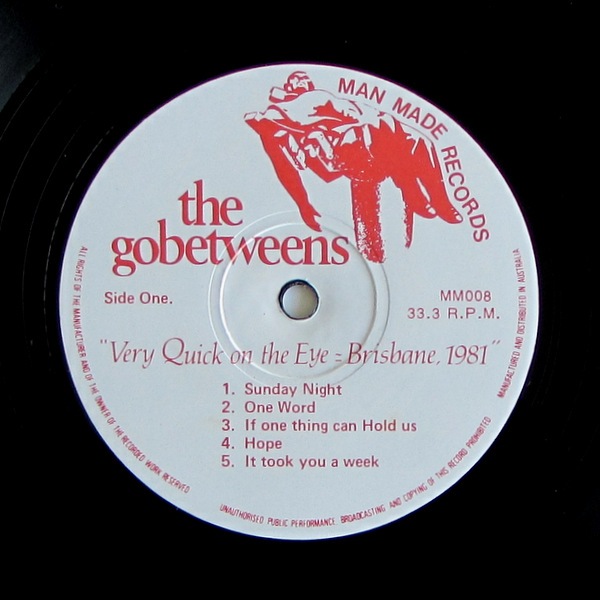 MAN MADE RECORDS
the
gobetweens
Side One.
MM008
33.3 R.P.M.
"Very Quick on the Eye = Brisbane, 1981"
1. Sunday Night
2. One Word
3. If one thing can Hold us
4. Hope
5. It took you a week
ALL RIGHTS OF THE MANUFACTURER AND OF THE OWNER OF THE RECORDED WORK RESERVED
UNAUTHORISED PUBLIC PERFORMANCE BROADCASTING AND COPYING OF THIS RECORD PROHIBITED
MANUFACTURED AND DISTRIBUTED IN AUSTRALIA